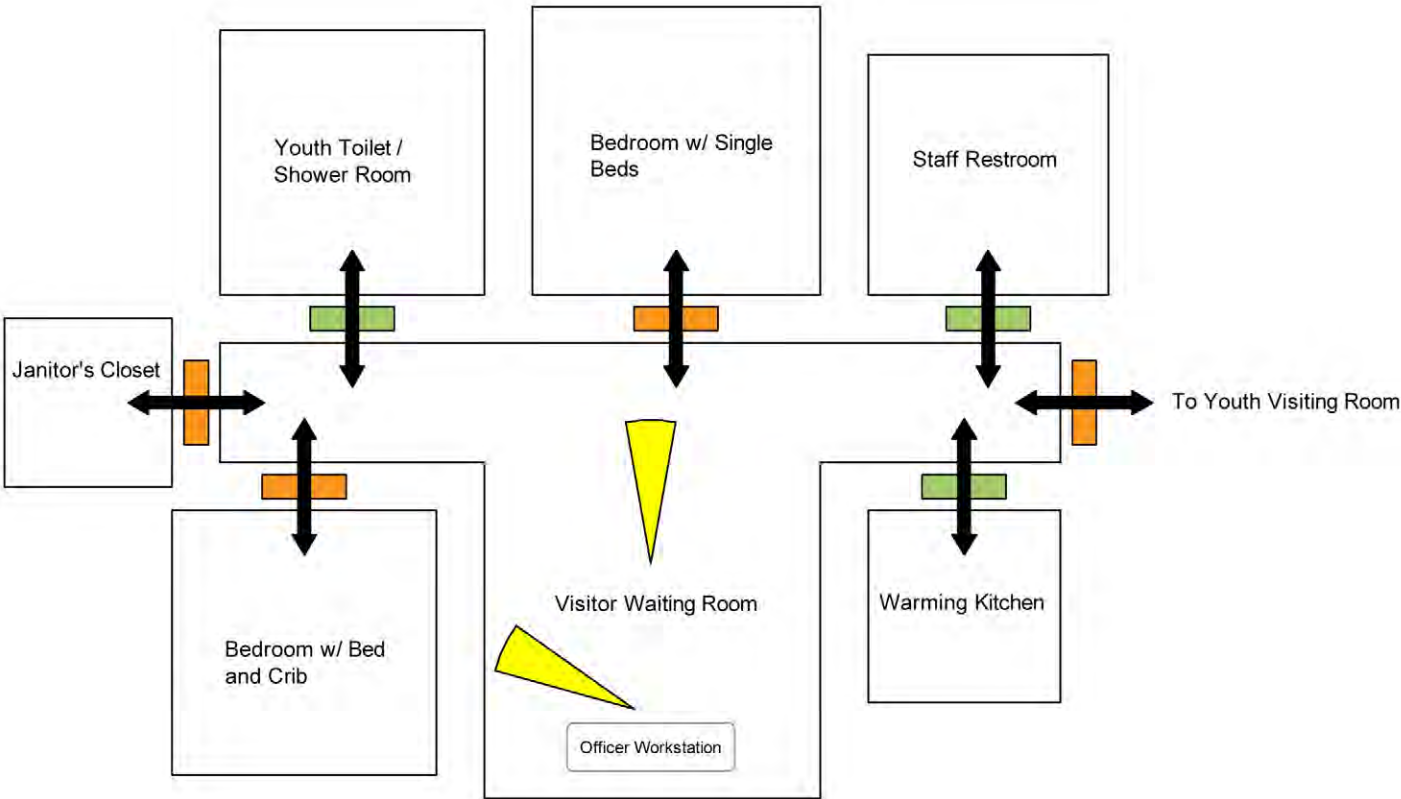 Youth Toilet /
Shower Room
Bedroom w/ Single
Beds
Staff Restroom
Janitor's Closet
To Youth Visiting Room
Visitor Waiting Room
Warming Kitchen
Bedroom w/ Bed
and Crib
Officer Workstation